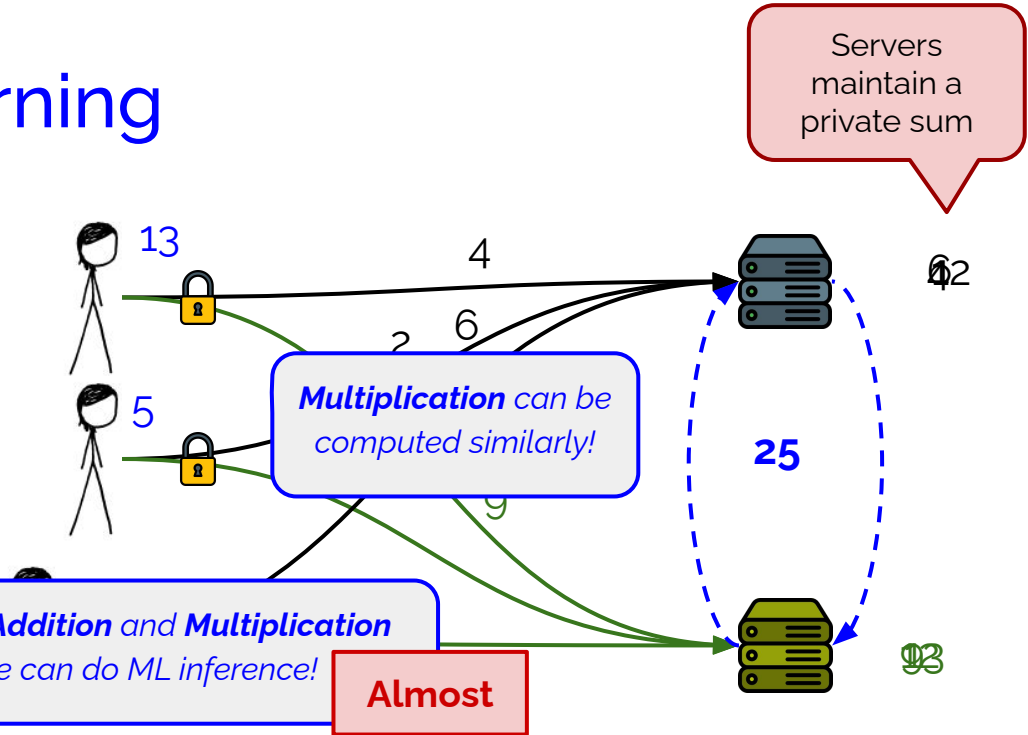 Servers
maintain a
private sum
rning
13
4
6
2
5
Multiplication can be
computed similarly!
25
9
Addition and Multiplication
e can do ML inference!
Almost